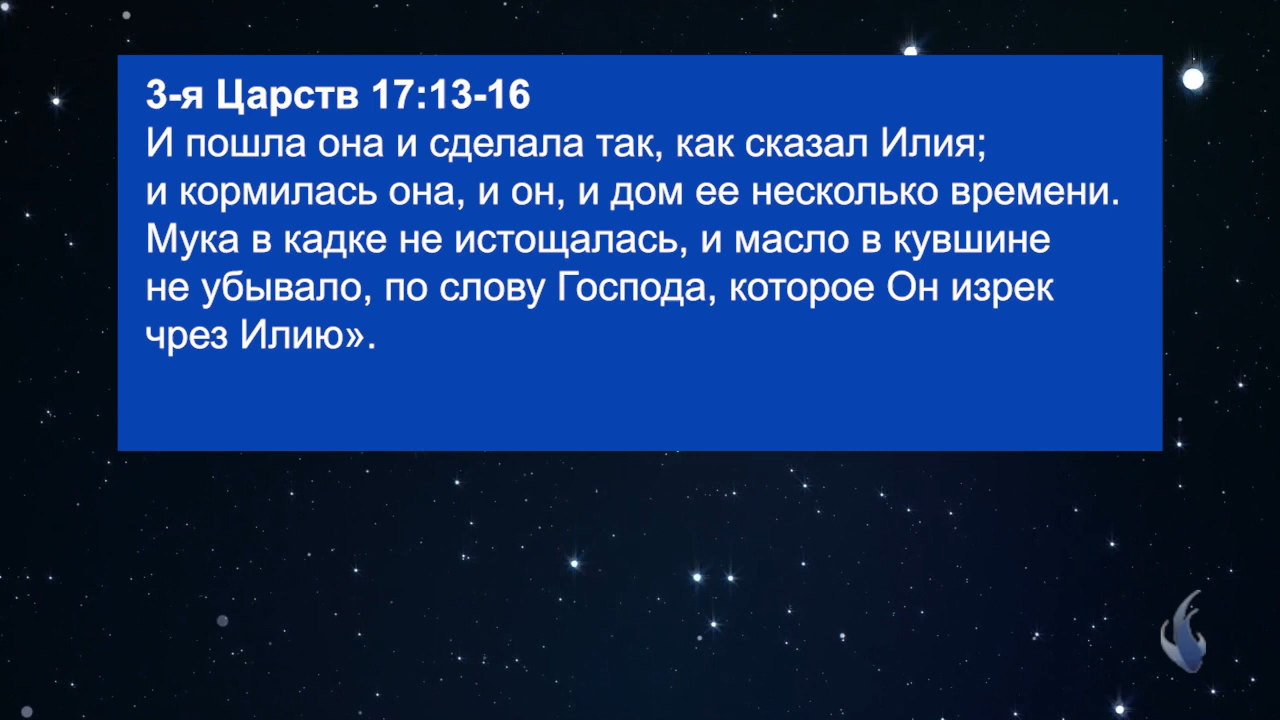 3-я Царств 17:13-16
И пошла она и сделала так, как сказал Илия;
и кормилась она, и он, и дом ее несколько времени.
Мука в кадке не истощалась, и масло в кувшине
не убывало, по слову Господа, которое Он изрек
чрез Илию».